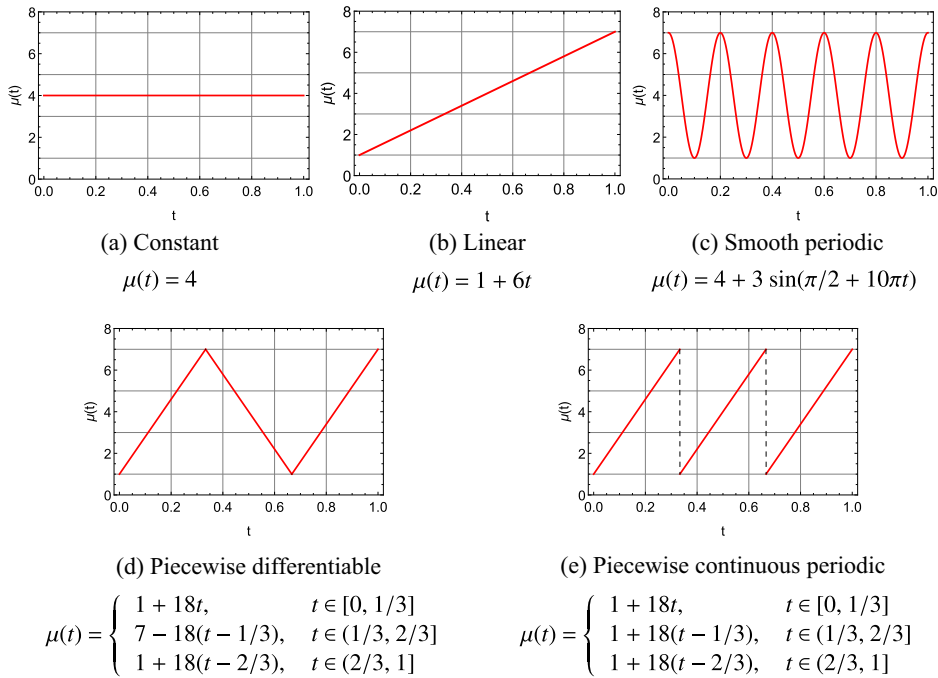 8
6
4
2
0
μ(t)
0.0 0.2 0.4 0.6 0.8 1.0
t
(a) Constant
μ(t) = 4
8
6
4
2
0
μ(t)
0.0 0.2 0.4 0.6 0.8 1.0
t
(b) Linear
μ(t) = 1 + 6t
8
6
4
2
0
μ(t)
0.0 0.2 0.4 0.6 0.8 1.0
t
(c) Smooth periodic
μ(t) = 4 + 3 sin(π/2 + 10πt)
8
6
4
2
0
μ(t)
0.0 0.2 0.4 0.6 0.8 1.0
t
(d) Piecewise differentiable
μ(t) = { 1 + 18t, t ∈ [0, 1/3]
7 − 18(t − 1/3), t ∈ (1/3, 2/3]
1 + 18(t − 2/3), t ∈ (2/3, 1]
8
6
4
2
0
μ(t)
0.0 0.2 0.4 0.6 0.8 1.0
t
(e) Piecewise continuous periodic
μ(t) = { 1 + 18t, t ∈ [0, 1/3]
1 + 18(t − 1/3), t ∈ (1/3, 2/3]
1 + 18(t − 2/3), t ∈ (2/3, 1]